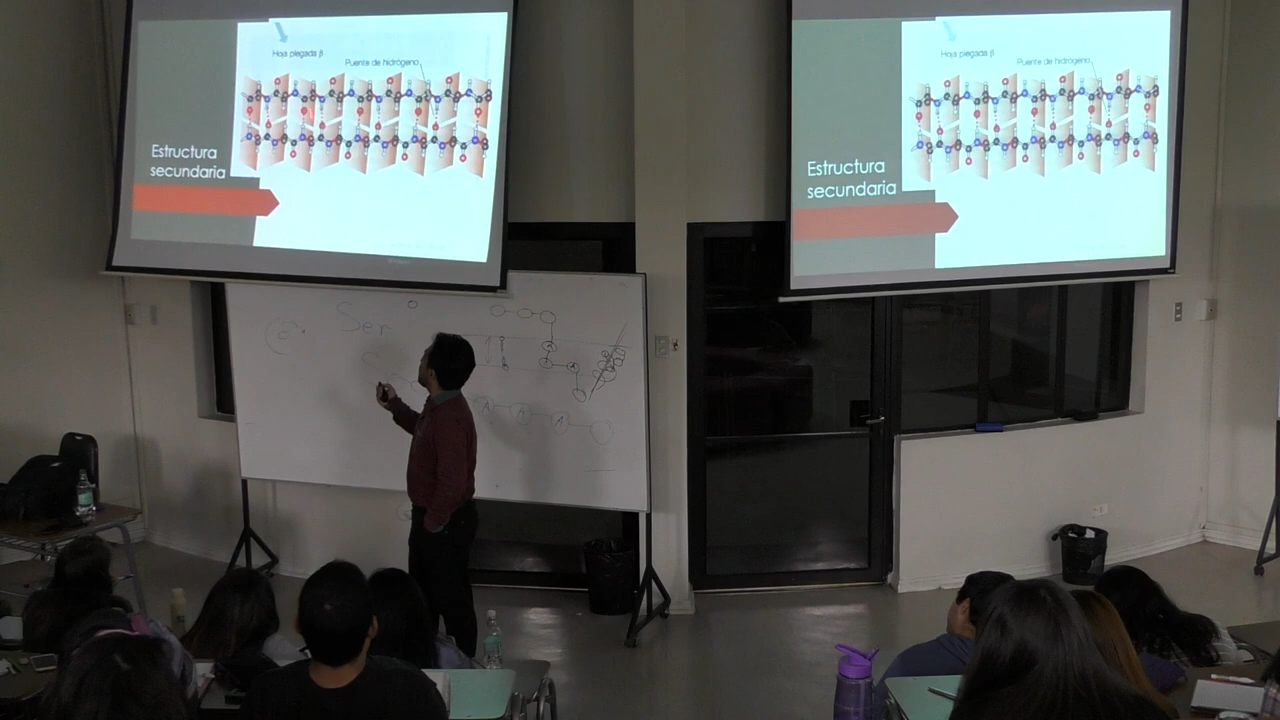 Hoja plegada β
Puente de hidrógeno
Estructura
secundaria
Ser
A A A
Hoja plegada β
Puente de hidrógeno
Estructura
secundaria